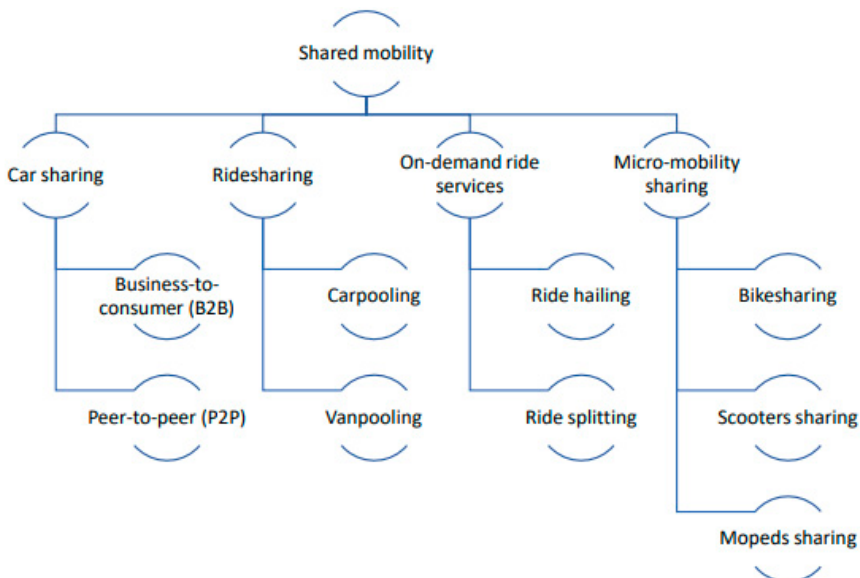 Shared mobility
Car sharing
Ridesharing
On-demand ride
services
Micro-mobility
sharing
Business-to-
consumer (B2B)
Carpooling
Ride hailing
Bikesharing
Peer-to-peer (P2P)
Vanpooling
Ride splitting
Scooters sharing
Mopeds sharing